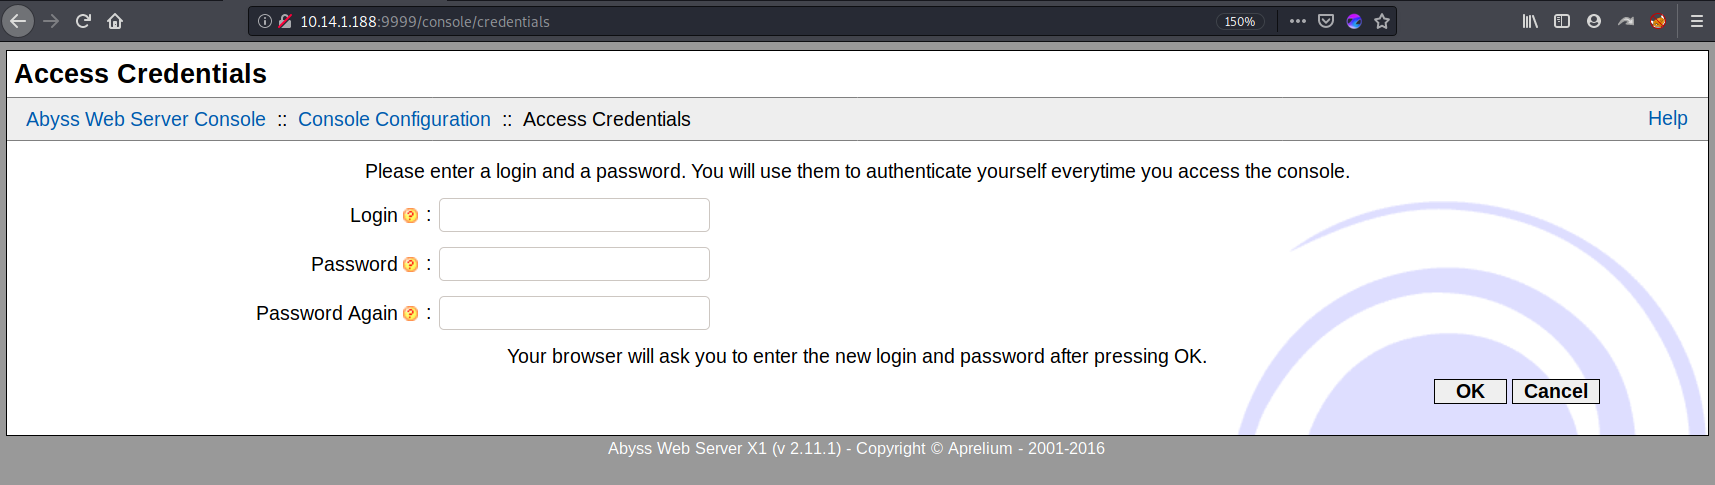 10.14.1.188:9999/console/credentials 150%
Access Credentials
Abyss Web Server Console :: Console Configuration :: Access Credentials Help
Please enter a login and a password. You will use them to authenticate yourself everytime you access the console.
Login ? :
Password ? :
Password Again ? :
Your browser will ask you to enter the new login and password after pressing OK.
OK Cancel
Abyss Web Server X1 (v 2.11.1) - Copyright © Aprelium - 2001-2016